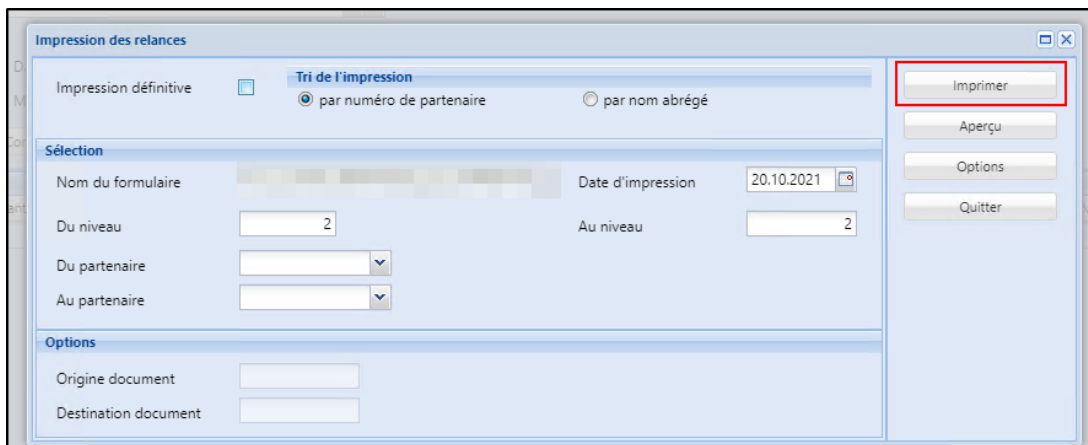 Impression des relances
Impression définitive
Tri de l'impression
par numéro de partenaire
par nom abrégé
Imprimer
Aperçu
Options
Quitter
Sélection
Nom du formulaire
Date d'impression
20.10.2021
Du niveau
2
Au niveau
2
Du partenaire
Au partenaire
Options
Origine document
Destination document